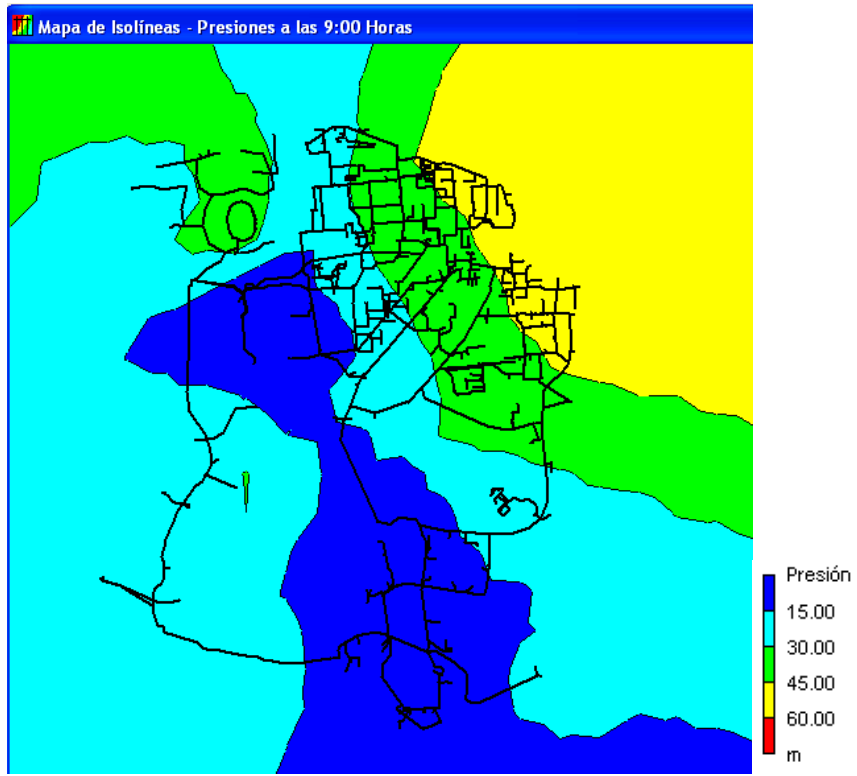 Mapa de Isolíneas - Presiones a las 9:00 Horas
Presión
15.00
30.00
45.00
60.00
m